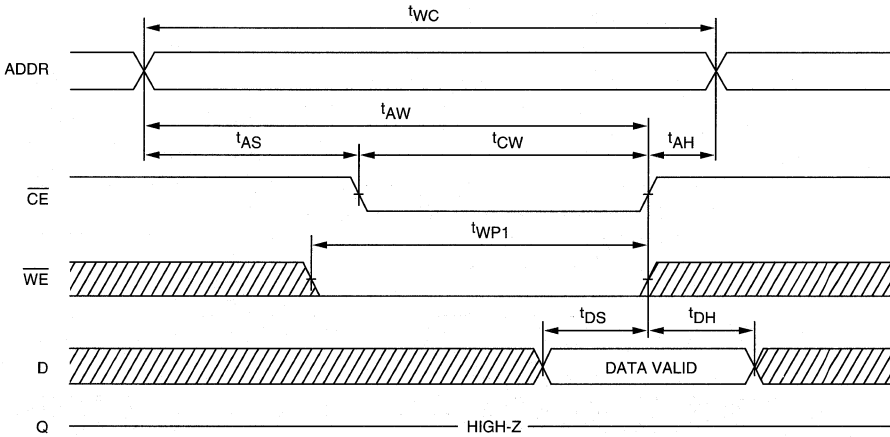 tWC
ADDR
tAW
tAS
tCW
tAH
CE
tWP1
WE
tDS
tDH
D
DATA VALID
Q
HIGH-Z